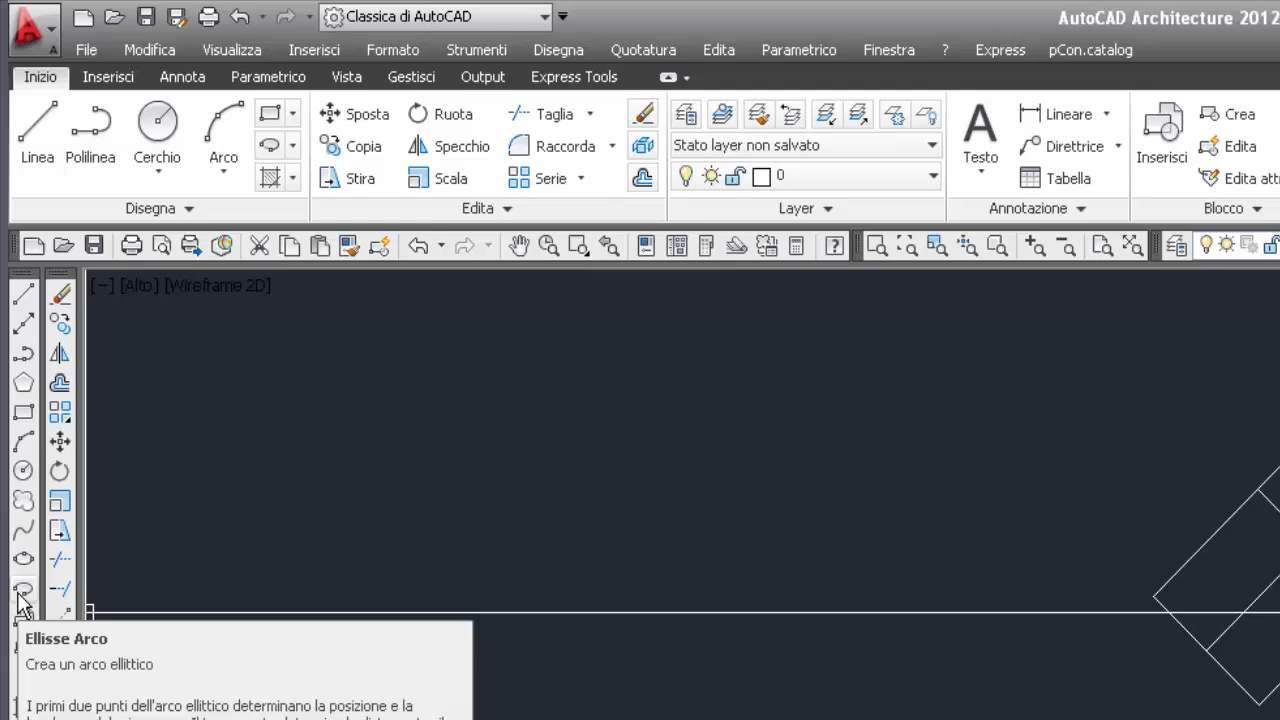 Classica di AutoCAD
AutoCAD Architecture 2012
A
File Modifica Visualizza Inserisci Formato Strumenti Disegna Quotatura Edita Parametrico Finestra ? Express pCon.catalog
Inizio Inserisci Annota Parametrico Vista Gestisci Output Express Tools
Sposta Ruota Taglia A Lineare Crea
Linea Polilinea Cerchio Arco Copia Specchio Raccorda Stato layer non salvato Testo Direttrice Inserisci Edita
Stira Scala Serie 0 Tabella Edita attr
Disegna Edita Layer Annotazione Blocco
[−] [Alto] [Wireframe 2D]
Ellisse Arco
Crea un arco ellittico
I primi due punti dell'arco ellittico determinano la posizione e la